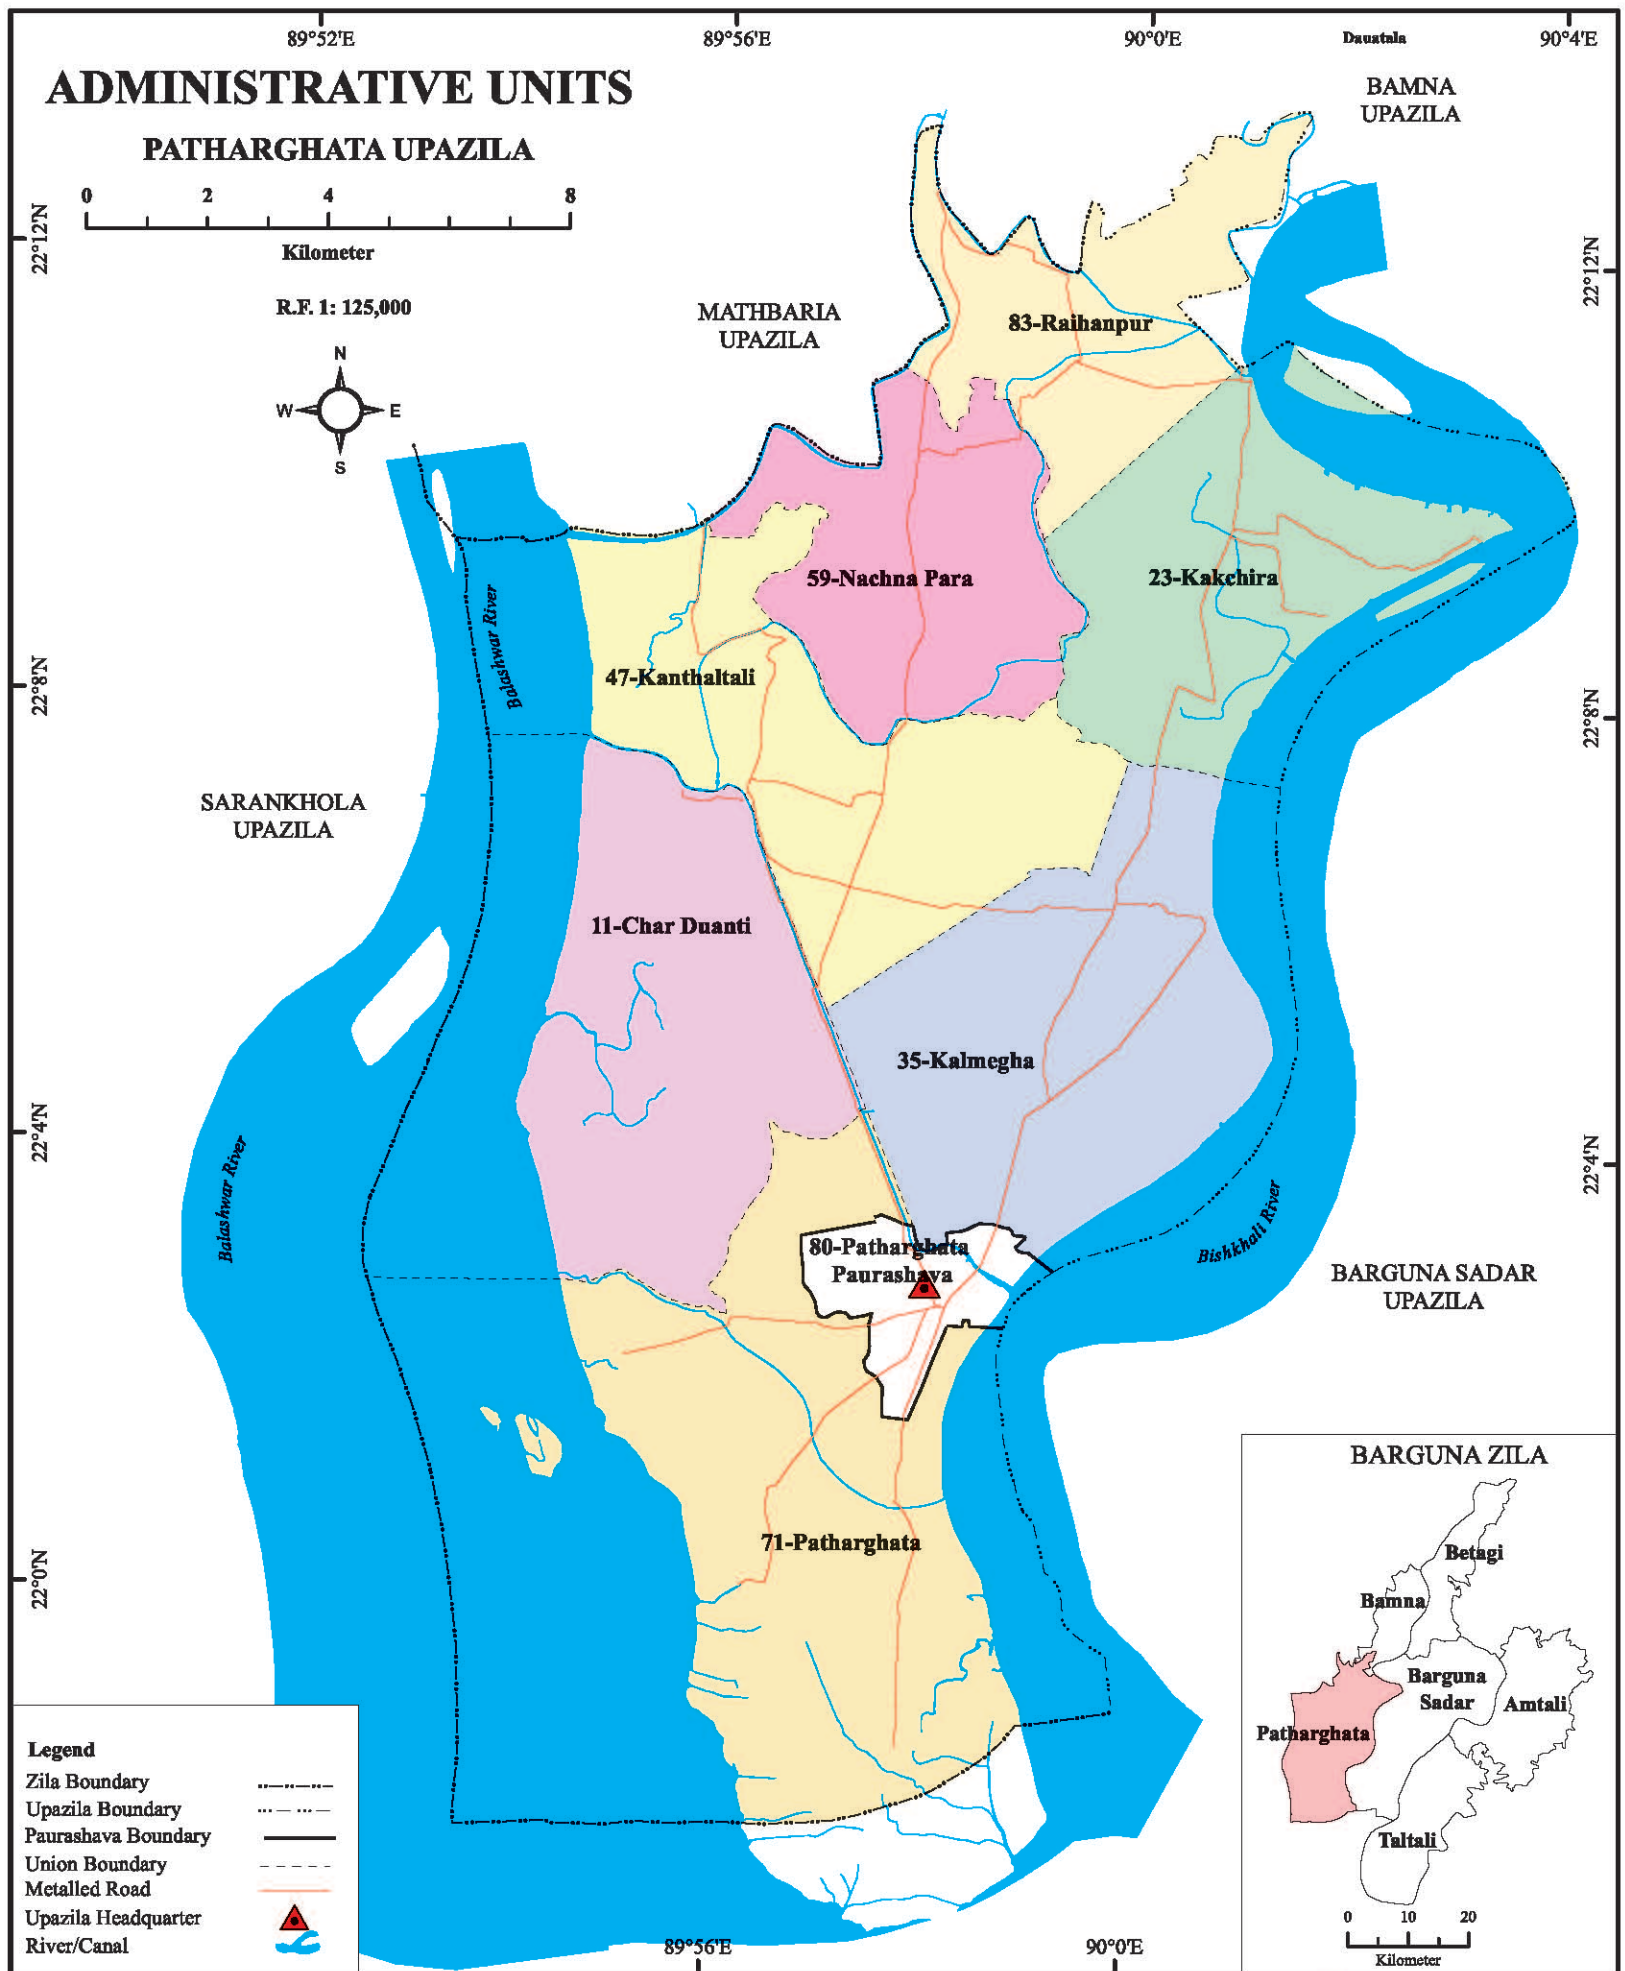 89°52'E
89°56'E
90°0'E
Dauatala
90°4'E
ADMINISTRATIVE UNITS
PATHARGHATA UPAZILA
BAMNA
UPAZILA
0 2 4 8
Kilometer
R.F. 1: 125,000
22°12'N
22°12'N
MATHBARIA
UPAZILA
83-Raihanpur
N
W E
S
59-Nachna Para
23-Kakchira
Balashwar River
47-Kanthaltali
22°8'N
22°8'N
SARANKHOLA
UPAZILA
11-Char Duanti
35-Kalmegha
22°4'N
22°4'N
Balashwar River
Bishkhali River
80-Patharghata
Paurashava
BARGUNA SADAR
UPAZILA
71-Patharghata
22°0'N
BARGUNA ZILA
Betagi
Bamna
Barguna
Sadar
Amtali
Patharghata
Taltali
0 10 20
Kilometer
Legend
Zila Boundary
Upazila Boundary
Paurashava Boundary
Union Boundary
Metalled Road
Upazila Headquarter
River/Canal
89°56'E
90°0'E